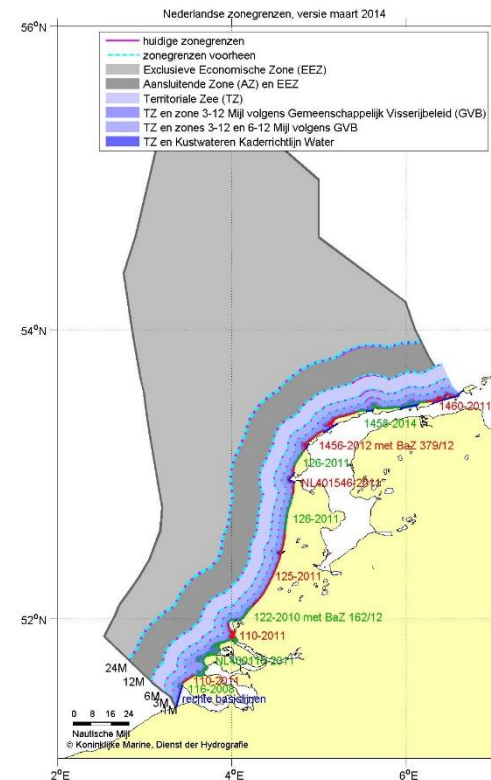 Nederlandse zonegrenzen, versie maart 2014
56°N
huidige zonegrenzen
zonegrenzen voorheen
Exclusieve Economische Zone (EEZ)
Aansluitende Zone (AZ) en EEZ
Territoriale Zee (TZ)
TZ en zone 3-12 Mijl volgens Gemeenschappelijk Visserijbeleid (GVB)
TZ en zones 3-12 en 6-12 Mijl volgens GVB
TZ en Kustwateren Kaderrichtlijn Water
54°N
1460-2011
1458-2014
1456-2012 met BaZ 379/12
126-2011
NL401546-2011
126-2011
125-2011
52°N
122-2010 met BaZ 162/12
110-2011
24M
12M
6M
3M
1M
110-2011
116-2008
rechte basislijnen
0 8 16 24
Nautische Mijl
© Koninklijke Marine, Dienst der Hydrografie
2°E
4°E
6°E